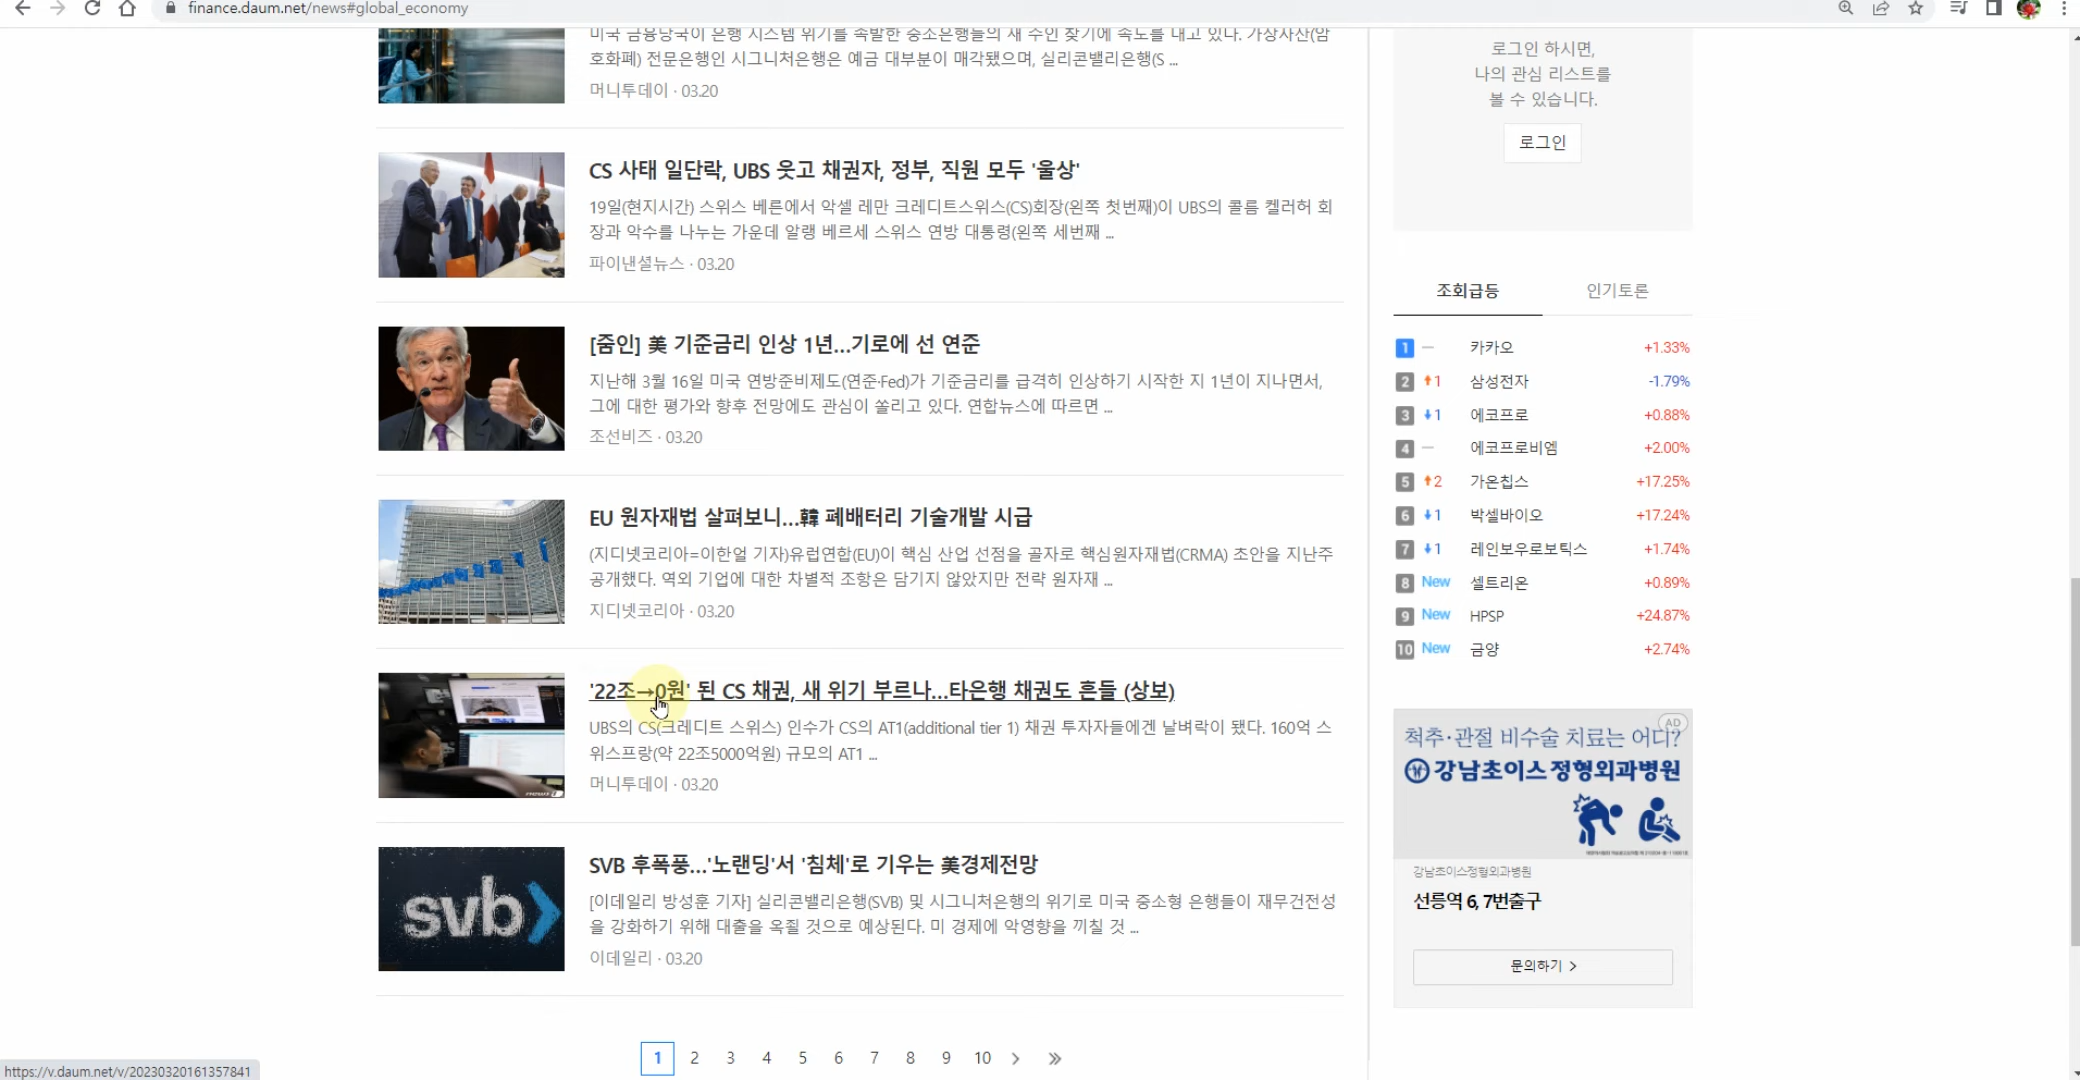 finance.daum.net/news#global_economy
미국 금융당국이 은행 시스템 위기를 촉발한 중소은행들의 새 주인 찾기에 속도를 내고 있다. 가상자산(암
호화폐) 전문은행인 시그니처은행은 예금 대부분이 매각됐으며, 실리콘밸리은행(S ...
머니투데이 · 03.20
CS 사태 일단락, UBS 웃고 채권자, 정부, 직원 모두 '울상'
19일(현지시간) 스위스 베른에서 악셀 레만 크레디트스위스(CS)회장(왼쪽 첫번째)이 UBS의 콜름 켈러허 회
장과 악수를 나누는 가운데 알랭 베르세 스위스 연방 대통령(왼쪽 세번째 ...
파이낸셜뉴스 · 03.20
[줌인] 美 기준금리 인상 1년...기로에 선 연준
지난해 3월 16일 미국 연방준비제도(연준·Fed)가 기준금리를 급격히 인상하기 시작한 지 1년이 지나면서,
그에 대한 평가와 향후 전망에도 관심이 쏠리고 있다. 연합뉴스에 따르면 ...
조선비즈 · 03.20
EU 원자재법 살펴보니...韓 폐배터리 기술개발 시급
(지디넷코리아=이한얼 기자)유럽연합(EU)이 핵심 산업 선점을 골자로 핵심원자재법(CRMA) 초안을 지난주
공개했다. 역외 기업에 대한 차별적 조항은 담기지 않았지만 전략 원자재 ...
지디넷코리아 · 03.20
'22조→0원' 된 CS 채권, 새 위기 부르나...타은행 채권도 흔들 (상보)
UBS의 CS(크레디트 스위스) 인수가 CS의 AT1(additional tier 1) 채권 투자자들에겐 날벼락이 됐다. 160억 스
위스프랑(약 22조5000억원) 규모의 AT1 ...
머니투데이 · 03.20
svb
SVB 후폭풍...'노랜딩'서 '침체'로 기우는 美경제전망
[이데일리 방성훈 기자] 실리콘밸리은행(SVB) 및 시그니처은행의 위기로 미국 중소형 은행들이 재무건전성
을 강화하기 위해 대출을 옥죌 것으로 예상된다. 미 경제에 악영향을 끼칠 것 ...
이데일리 · 03.20
1 2 3 4 5 6 7 8 9 10 > »
https://v.daum.net/v/20230320161357841
로그인 하시면,
나의 관심 리스트를
볼 수 있습니다.
로그인
조회급등 인기토론
1 카카오 +1.33%
2 1 삼성전자 -1.79%
3 1 에코프로 +0.88%
4 에코프로비엠 +2.00%
5 2 가온칩스 +17.25%
6 1 박셀바이오 +17.24%
7 1 레인보우로보틱스 +1.74%
8 New 셀트리온 +0.89%
9 New HPSP +24.87%
10 New 금양 +2.74%
AD
척추·관절 비수술 치료는 어디?
강남초이스정형외과병원
강남초이스정형외과병원
선릉역 6, 7번출구
문의하기 >